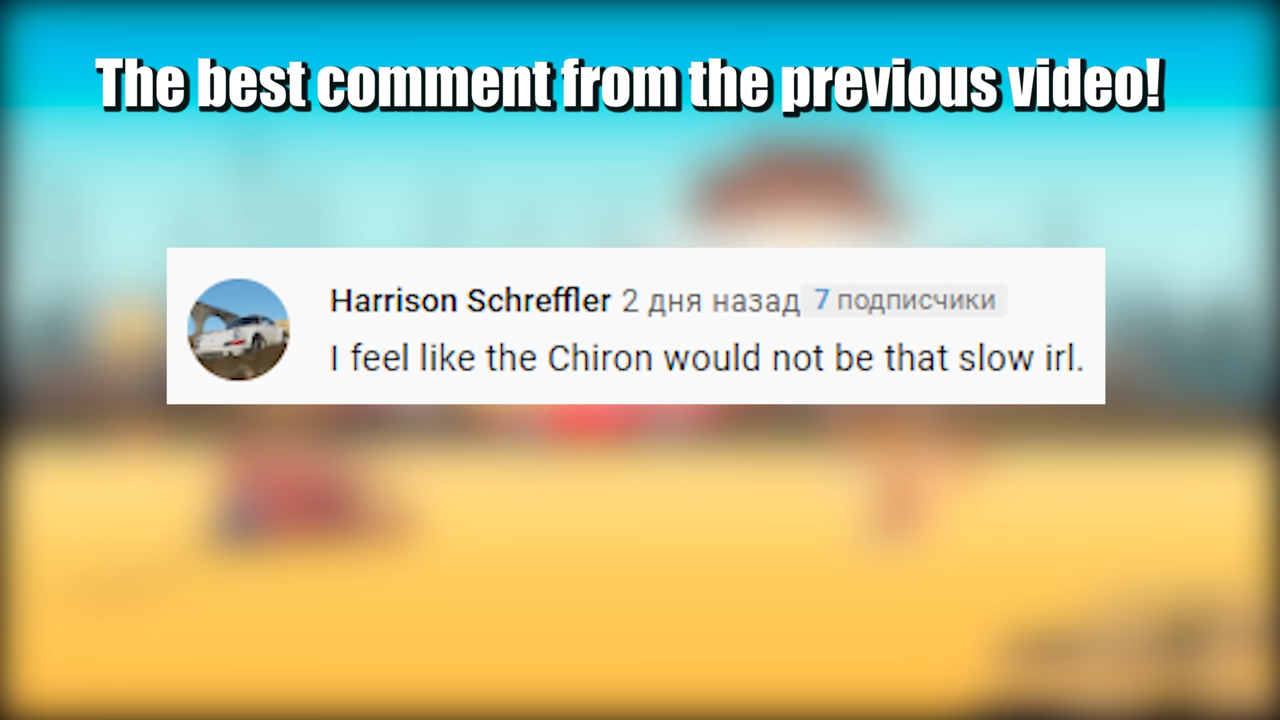 The best comment from the previous video!
Harrison Schreffler 2 дня назад 7 подписчики
I feel like the Chiron would not be that slow irl.